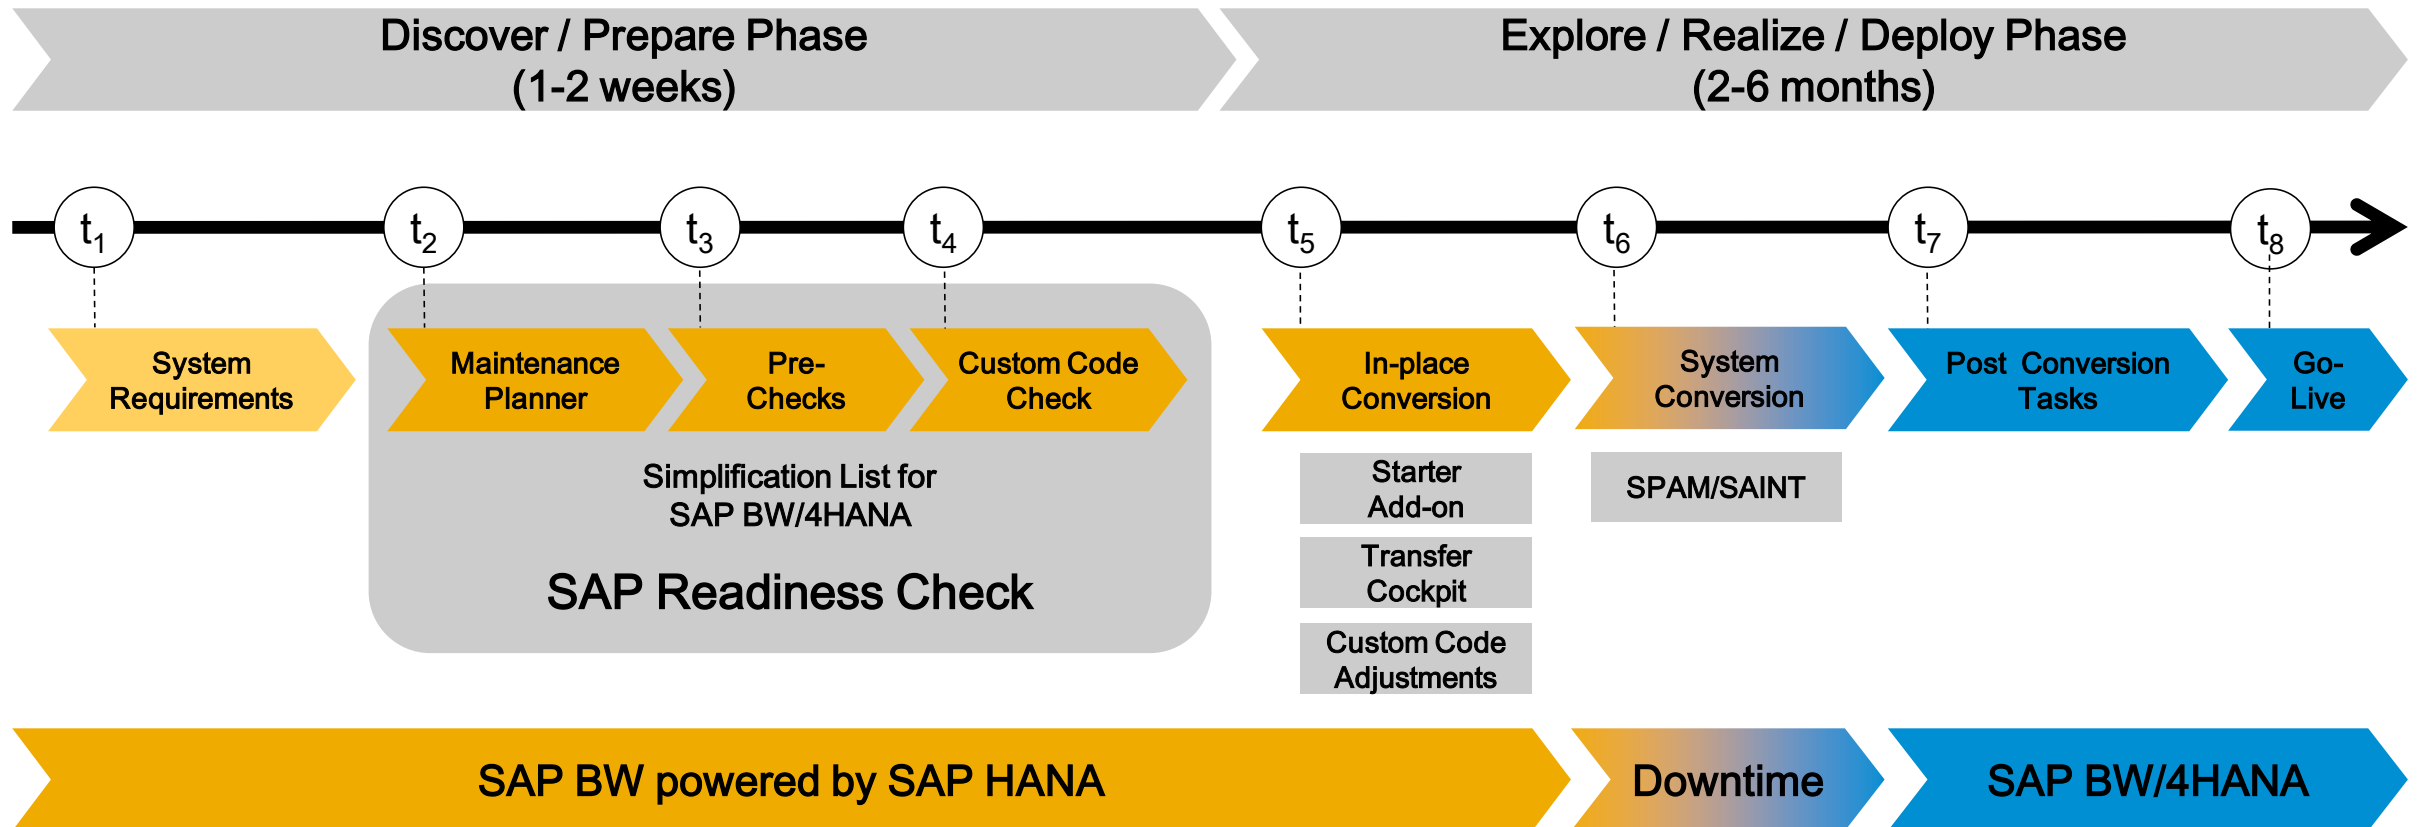 Discover / Prepare Phase
(1-2 weeks)
Explore / Realize / Deploy Phase
(2-6 months)
t1
t2
t3
t4
t5
t6
t7
t8
System
Requirements
Maintenance
Planner
Pre-
Checks
Custom Code
Check
In-place
Conversion
System
Conversion
Post Conversion
Tasks
Go-
Live
Simplification List for
SAP BW/4HANA
SAP Readiness Check
Starter
Add-on
Transfer
Cockpit
Custom Code
Adjustments
SPAM/SAINT
SAP BW powered by SAP HANA
Downtime
SAP BW/4HANA